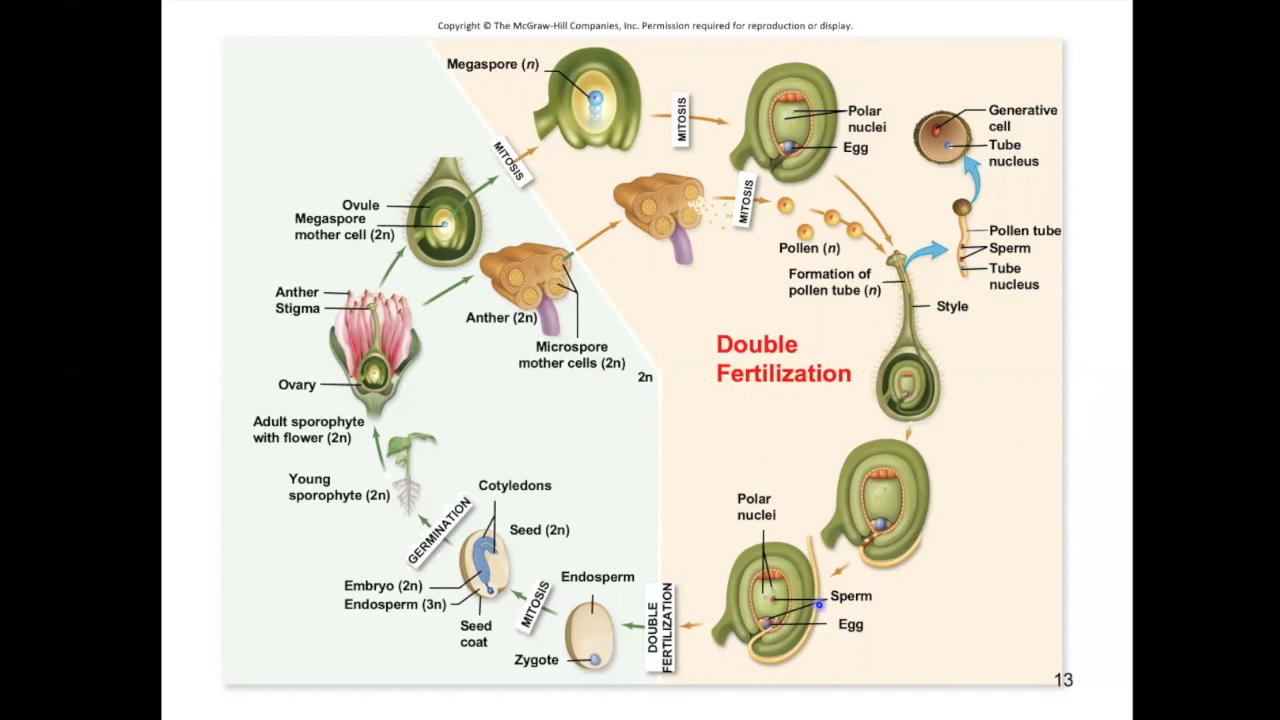 Copyright © The McGraw-Hill Companies, Inc. Permission required for reproduction or display.
Megaspore (n)
MITOSIS
MITOSIS
Polar
nuclei
Egg
Generative
cell
Tube
nucleus
Ovule
Megaspore
mother cell (2n)
MITOSIS
Pollen (n)
Pollen tube
Sperm
Tube
nucleus
Formation of
pollen tube (n)
Style
Anther
Stigma
Anther (2n)
Microspore
mother cells (2n)
2n
Ovary
Double
Fertilization
Adult sporophyte
with flower (2n)
Young
sporophyte (2n)
GERMINATION
Cotyledons
Seed (2n)
Embryo (2n)
Endosperm (3n)
Seed
coat
MITOSIS
Endosperm
Zygote
DOUBLE
FERTILIZATION
Polar
nuclei
Sperm
Egg
13